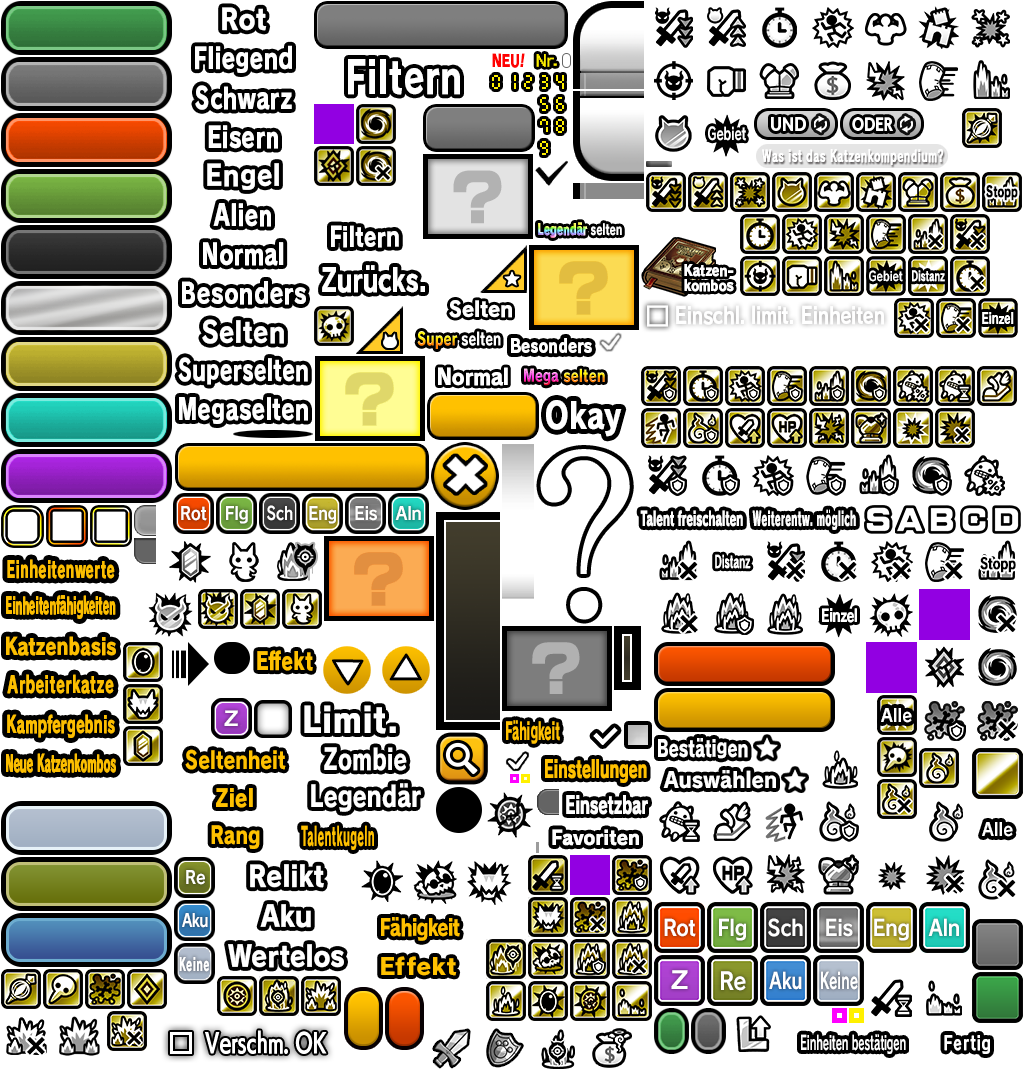 Rot
Fliegend
Schwarz
Eisern
Engel
Alien
Normal
Besonders
Selten
Superselten
Megaselten
Filtern
NEU! Nr. 0
0 1 2 3 4
5 6
7 8
9
?
Legendär selten
Filtern
Zurücks.
?
Selten
Super selten
Besonders
Normal
Mega selten
?
Okay
Gebiet
UND
ODER
Was ist das Katzenkompendium?
$
Stopp
Katzen-
kombos
Gebiet
Distanz
Einschl. limit. Einheiten
Einzel
HP
Talent freischalten
Weiterentw. möglich
S A B C D
Distanz
Stopp
Einzel
Rot
Flg
Sch
Eng
Eis
Aln
?
?
?
Einheitenwerte
Einheitenfähigkeiten
Katzenbasis
Arbeiterkatze
Kampfergebnis
Neue Katzenkombos
Effekt
Z
Limit.
Seltenheit
Zombie
Ziel
Legendär
Rang
Talentkugeln
Fähigkeit
Einstellungen
Einsetzbar
Favoriten
Bestätigen
Auswählen
Alle
Alle
Re
Aku
Keine
Relikt
Aku
Wertelos
Fähigkeit
Effekt
HP
Rot
Flg
Sch
Eis
Eng
Aln
Z
Re
Aku
Keine
Verschm. OK
$
Einheiten bestätigen
Fertig